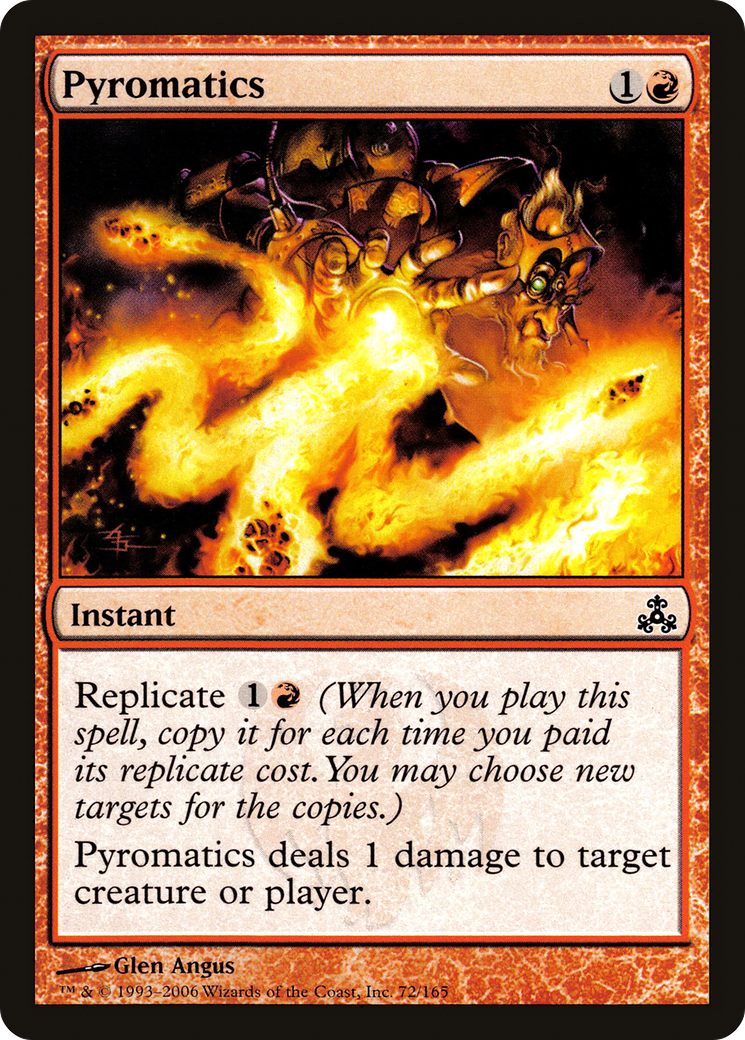 Pyromatics 1
Instant
Replicate 1 (When you play this
spell, copy it for each time you paid
its replicate cost. You may choose new
targets for the copies.)
Pyromatics deals 1 damage to target
creature or player.
Glen Angus
™ & © 1993–2006 Wizards of the Coast, Inc. 72/165